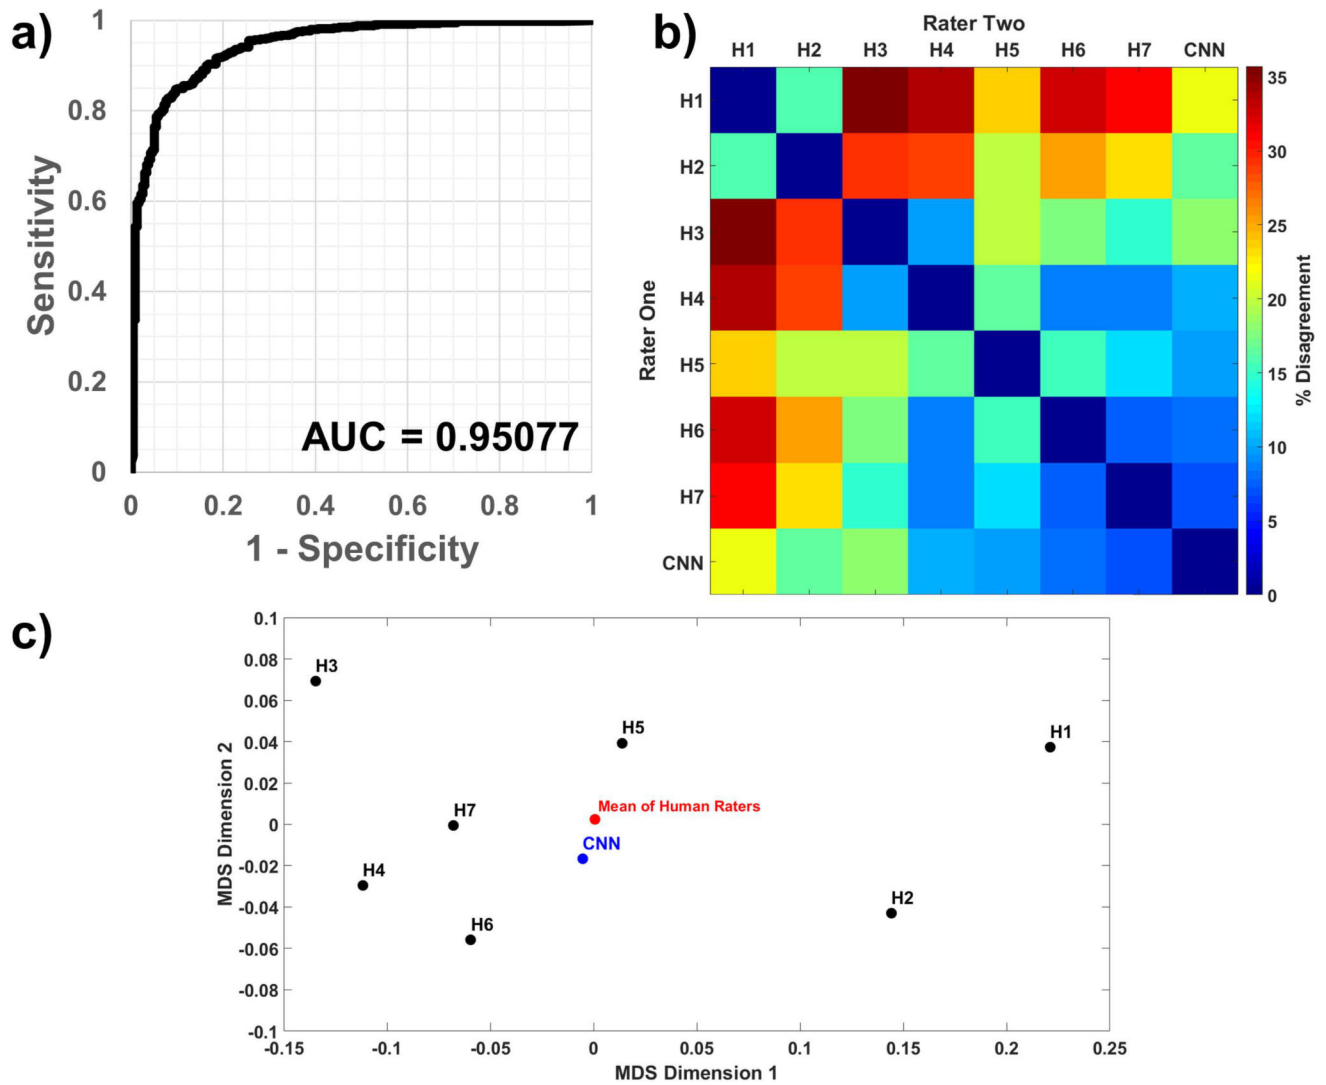 a)
1
0.8
0.6
0.4
0.2
0
Sensitivity
AUC = 0.95077
0 0.2 0.4 0.6 0.8 1
1 - Specificity
b)
Rater Two
H1 H2 H3 H4 H5 H6 H7 CNN
H1
H2
H3
H4
H5
H6
H7
CNN
Rater One
35
30
25
20
15
10
5
0
% Disagreement
c)
0.1
0.08
0.06
0.04
0.02
0
-0.02
-0.04
-0.06
-0.08
-0.1
MDS Dimension 2
H3
H5
H1
Mean of Human Raters
H7
CNN
H4
H2
H6
-0.15 -0.1 -0.05 0 0.05 0.1 0.15 0.2 0.25
MDS Dimension 1